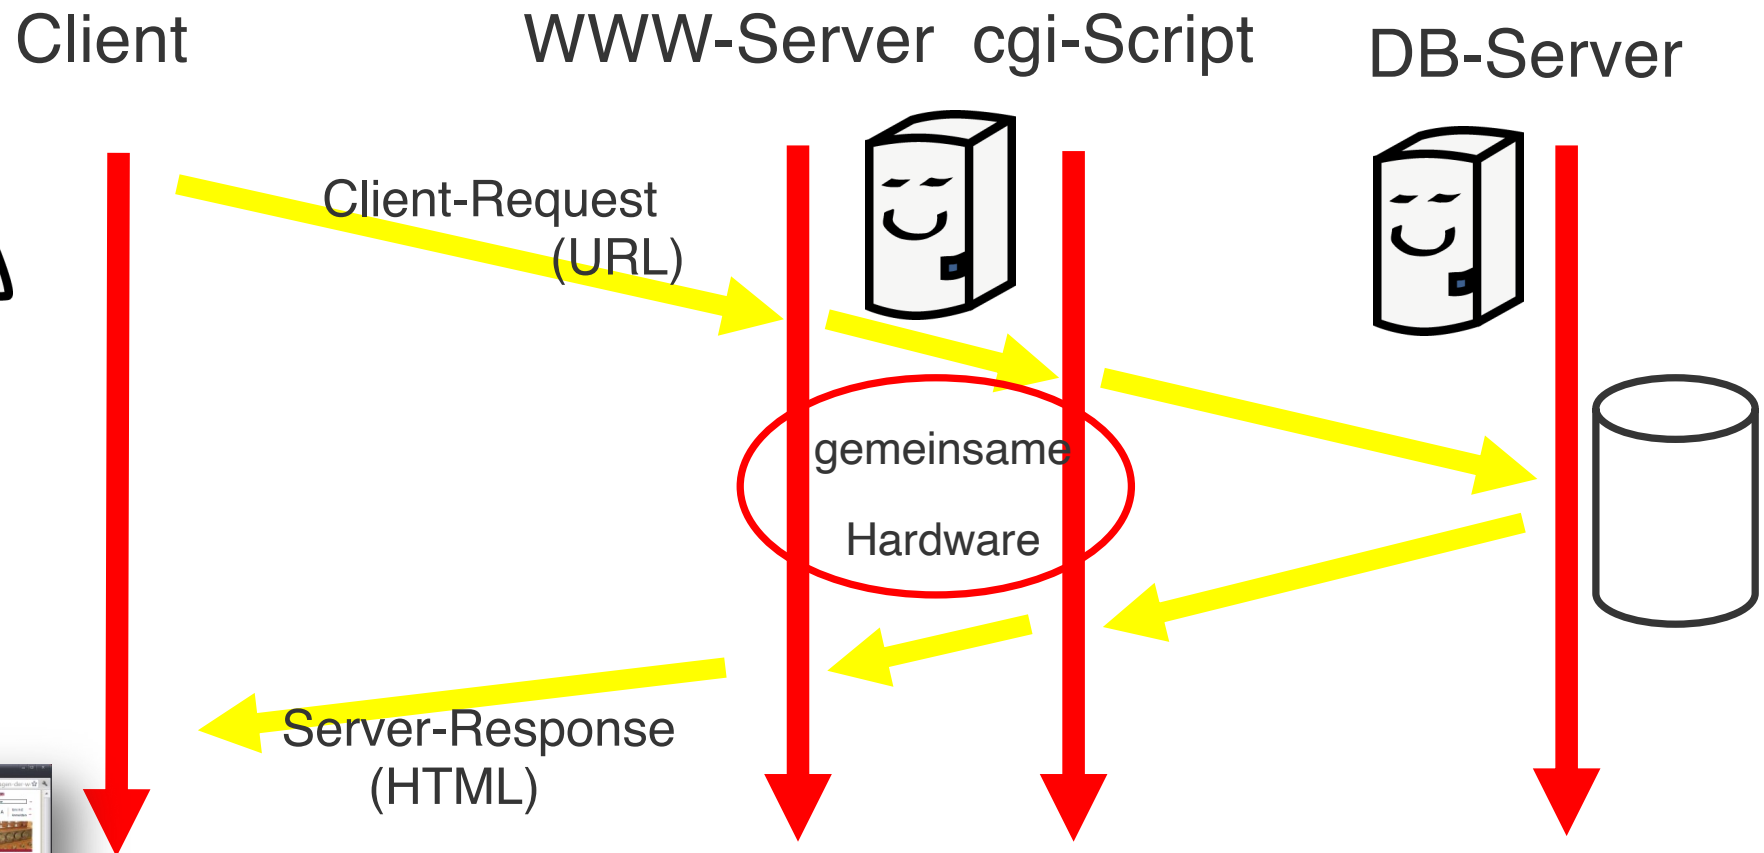 Client
WWW-Server
cgi-Script
DB-Server
Client-Request
(URL)
gemeinsame
Hardware
Server-Response
(HTML)